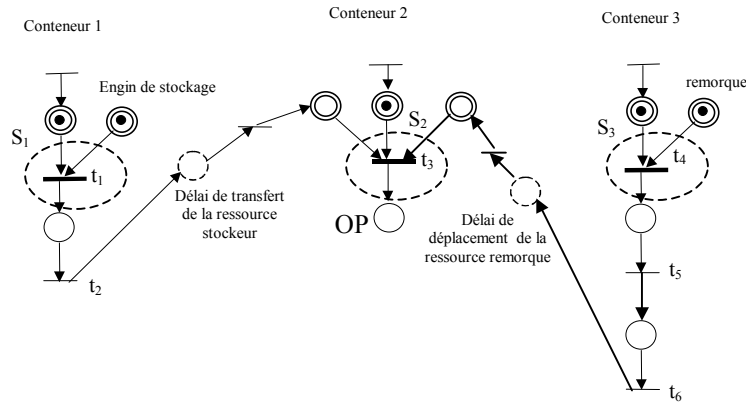 Conteneur 1
Conteneur 2
Conteneur 3
Engin de stockage
remorque
S1
S2
S3
t1
t3
t4
Délai de transfert
de la ressource
stockeur
OP
Délai de
déplacement de la
ressource remorque
t2
t5
t6